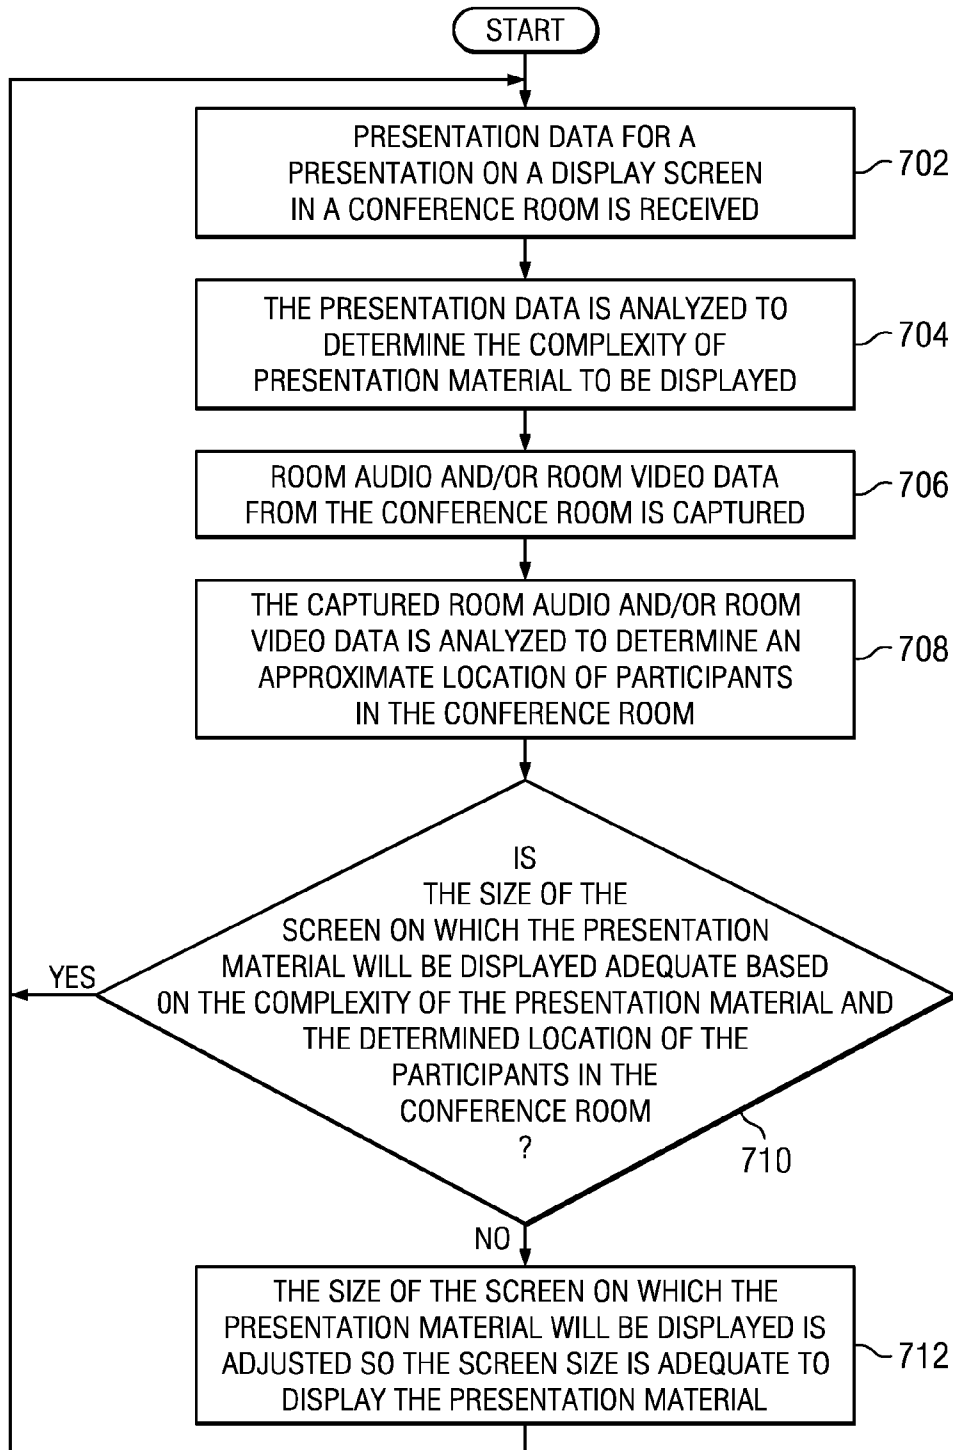 START
PRESENTATION DATA FOR A
PRESENTATION ON A DISPLAY SCREEN
IN A CONFERENCE ROOM IS RECEIVED
702
THE PRESENTATION DATA IS ANALYZED TO
DETERMINE THE COMPLEXITY OF
PRESENTATION MATERIAL TO BE DISPLAYED
704
ROOM AUDIO AND/OR ROOM VIDEO DATA
FROM THE CONFERENCE ROOM IS CAPTURED
706
THE CAPTURED ROOM AUDIO AND/OR ROOM
VIDEO DATA IS ANALYZED TO DETERMINE AN
APPROXIMATE LOCATION OF PARTICIPANTS
IN THE CONFERENCE ROOM
708
IS
THE SIZE OF THE
SCREEN ON WHICH THE PRESENTATION
MATERIAL WILL BE DISPLAYED ADEQUATE BASED
ON THE COMPLEXITY OF THE PRESENTATION MATERIAL AND
THE DETERMINED LOCATION OF THE
PARTICIPANTS IN THE
CONFERENCE ROOM
?
YES
710
NO
THE SIZE OF THE SCREEN ON WHICH THE
PRESENTATION MATERIAL WILL BE DISPLAYED IS
ADJUSTED SO THE SCREEN SIZE IS ADEQUATE TO
DISPLAY THE PRESENTATION MATERIAL
712